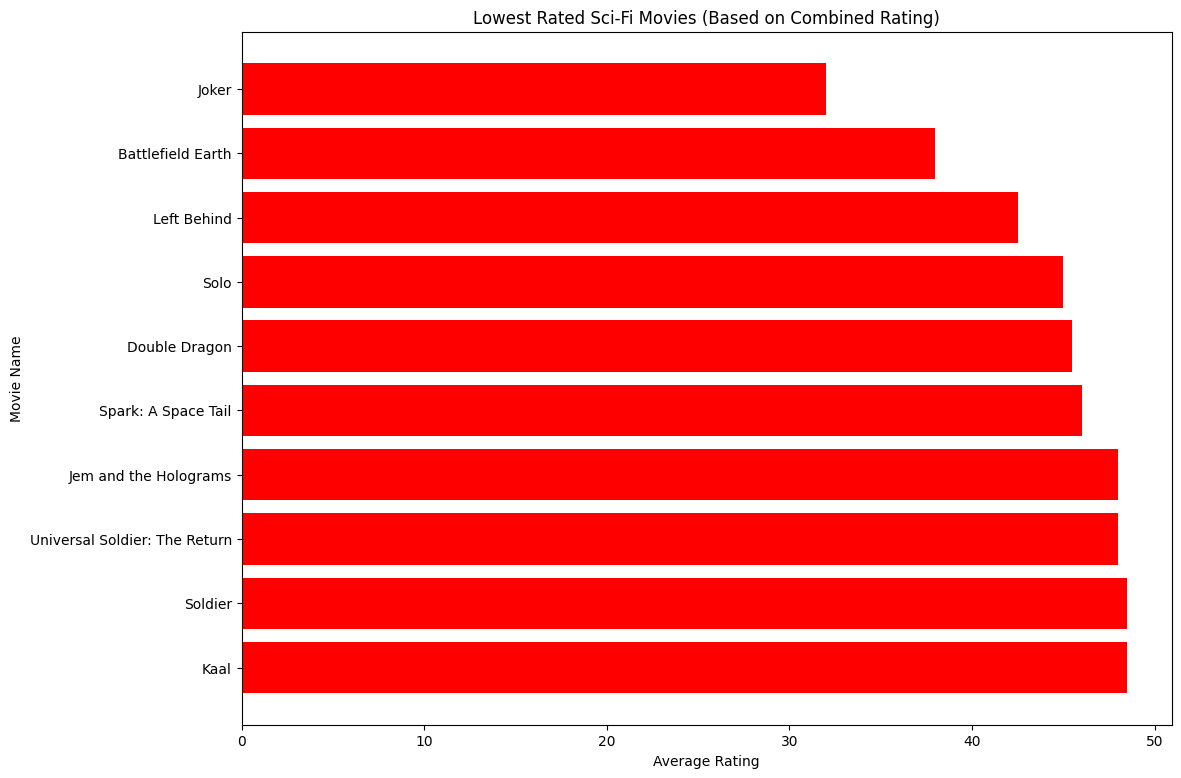 Lowest Rated Sci-Fi Movies (Based on Combined Rating)
Movie Name
Joker
Battlefield Earth
Left Behind
Solo
Double Dragon
Spark: A Space Tail
Jem and the Holograms
Universal Soldier: The Return
Soldier
Kaal
0 10 20 30 40 50
Average Rating